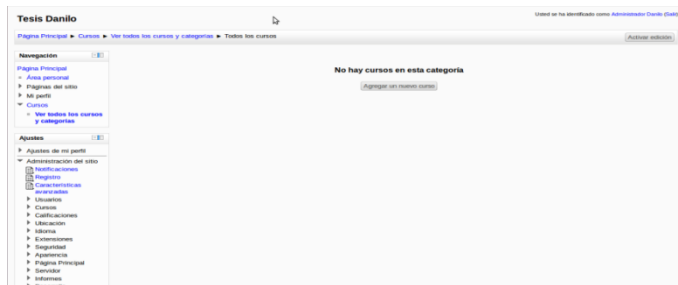 Tesis Danilo
Usted se ha identificado como Administrador Danilo (Salir)
Página Principal ► Cursos ► Ver todos los cursos y categorías ► Todos los cursos
Activar edición
Navegación
Página Principal
Área personal
Páginas del sitio
Mi perfil
Cursos
Ver todos los cursos
y categorías
No hay cursos en esta categoría
Agregar un nuevo curso
Ajustes
Ajustes de mi perfil
Administración del sitio
Notificaciones
Registro
Características
avanzadas
Usuarios
Cursos
Calificaciones
Ubicación
Idioma
Extensiones
Seguridad
Apariencia
Página Principal
Servidor
Informes